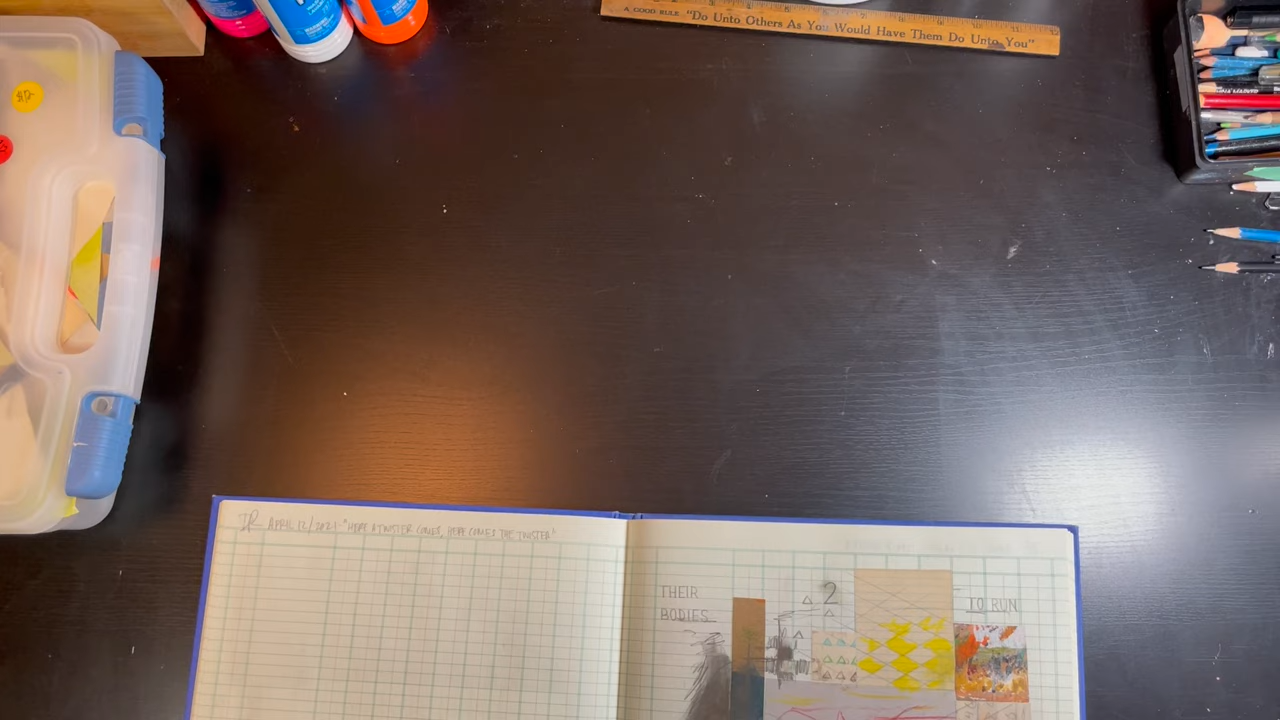 A GOOD RULE "Do Unto Others As You Would Have Them Do Unto You"
APRIL 12/2021 "HERE A TWISTER COMES, HERE COMES THE TWISTER"
THEIR
BODIES
2
TO RUN